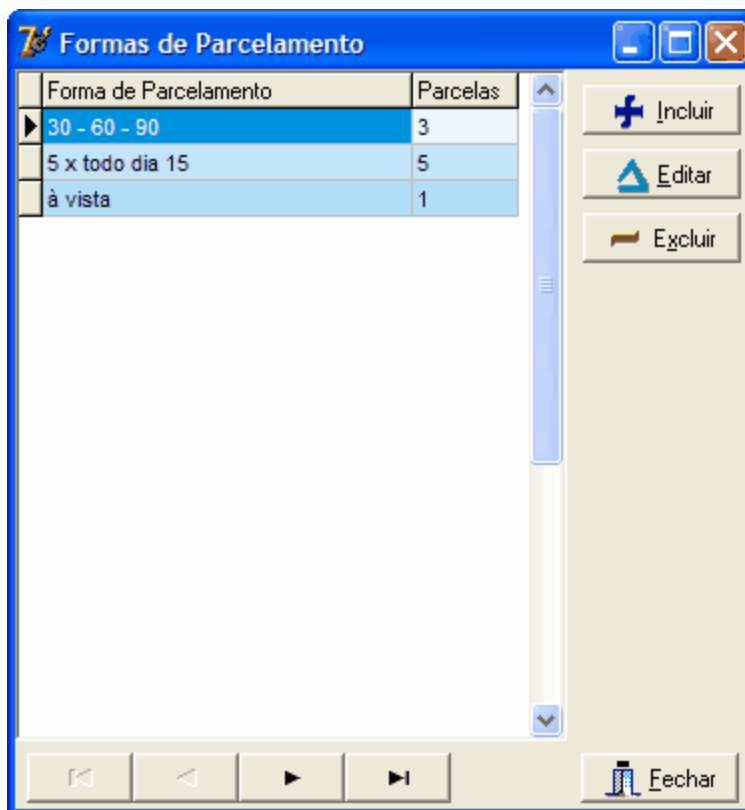 Formas de Parcelamento
Forma de Parcelamento Parcelas
30 - 60 - 90 3
5 x todo dia 15 5
à vista 1
Incluir
Editar
Excluir
Fechar